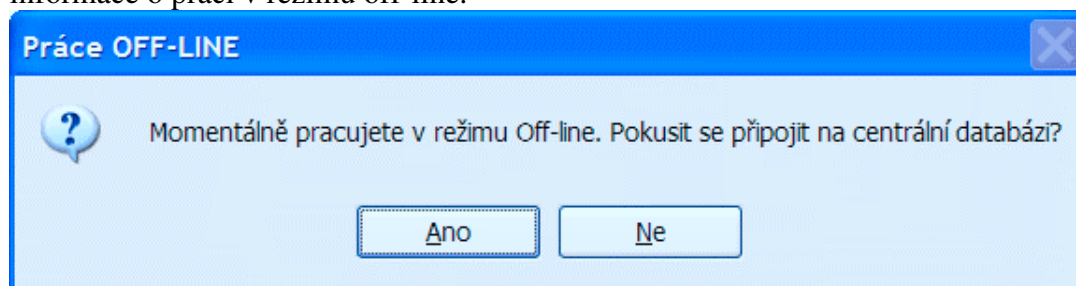 informace o práci v režimu off-line.
Práce OFF-LINE
Momentálně pracujete v režimu Off-line. Pokusit se připojit na centrální databázi?
Ano
Ne